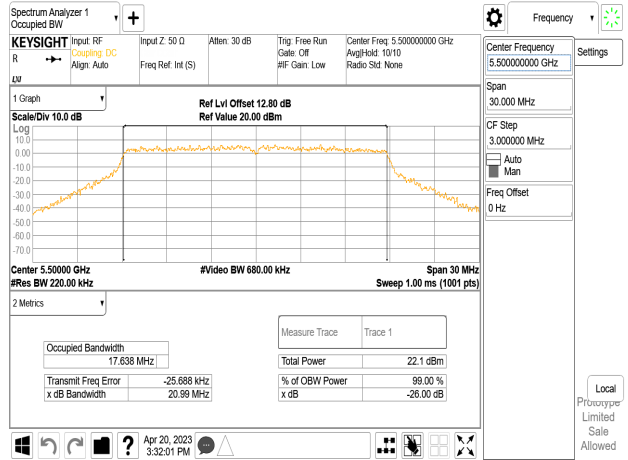 Spectrum Analyzer 1
Occupied BW
Frequency
KEYSIGHT
R
Input: RF
Coupling: DC
Align: Auto
Input Z: 50 Ω
Freq Ref: Int (S)
Atten: 30 dB
Trig: Free Run
Gate: Off
#IF Gain: Low
Center Freq: 5.500000000 GHz
Avg|Hold: 10/10
Radio Std: None
Center Frequency
5.500000000 GHz
Settings
Span
30.000 MHz
CF Step
3.000000 MHz
Auto
Man
Freq Offset
0 Hz
1 Graph
Scale/Div 10.0 dB
Ref Lvl Offset 12.80 dB
Ref Value 20.00 dBm
Log
10.0
0.00
-10.0
-20.0
-30.0
-40.0
-50.0
-60.0
-70.0
Center 5.50000 GHz
#Video BW 680.00 kHz
Span 30 MHz
#Res BW 220.00 kHz
Sweep 1.00 ms (1001 pts)
2 Metrics
Measure Trace
Trace 1
Occupied Bandwidth
17.638 MHz
Total Power
22.1 dBm
Transmit Freq Error
-25.688 kHz
% of OBW Power
99.00 %
x dB Bandwidth
20.99 MHz
x dB
-26.00 dB
Local
Prototype
Limited
Sale
Allowed
?
Apr 20, 2023
3:32:01 PM